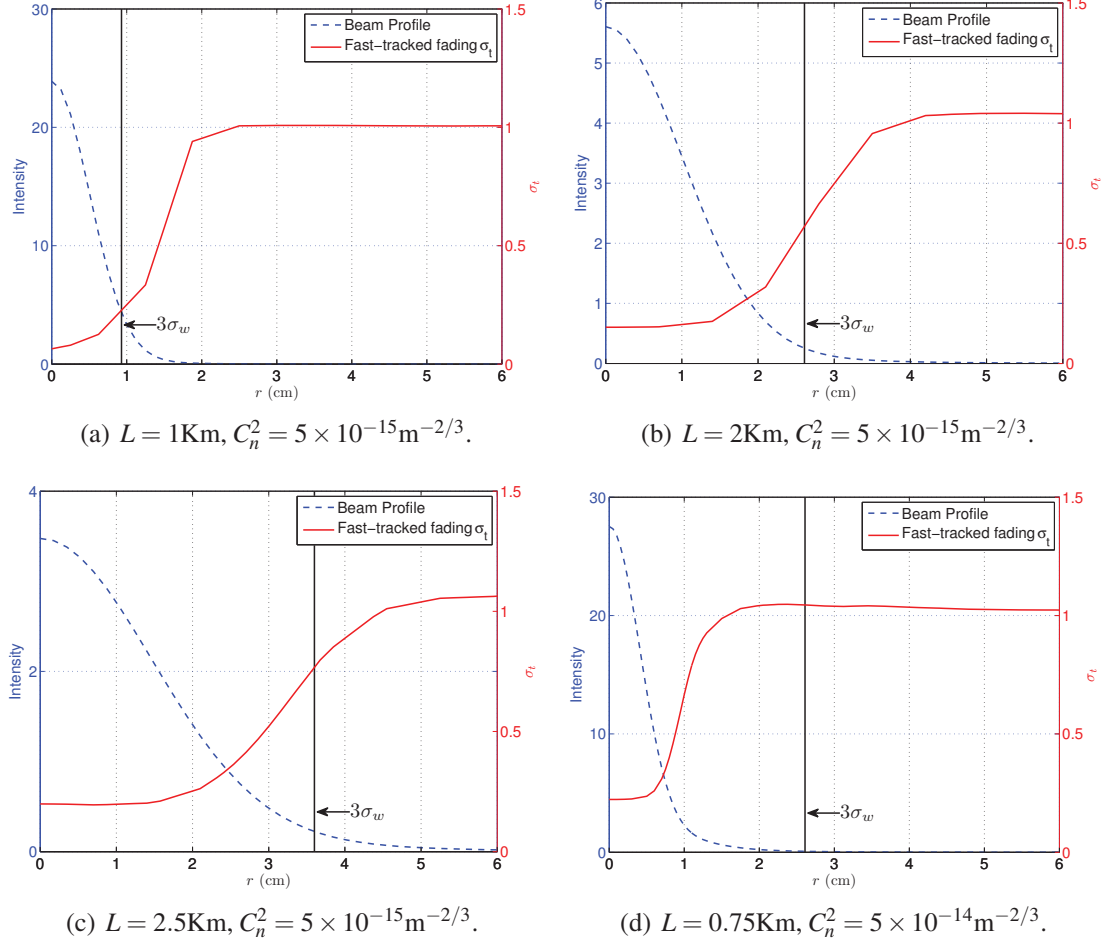 30
20
10
0
Intensity
0 1 2 3 4 5 6
r (cm)
1.5
1
0.5
0
σt
Beam Profile
Fast-tracked fading σt
3σw
(a) L = 1Km, C_n^2 = 5 × 10^{-15}m^{-2/3}.
6
5
4
3
2
1
0
Intensity
0 1 2 3 4 5 6
r (cm)
1.5
1
0.5
0
σt
Beam Profile
Fast-tracked fading σt
3σw
(b) L = 2Km, C_n^2 = 5 × 10^{-15}m^{-2/3}.
4
2
0
Intensity
0 1 2 3 4 5 6
r (cm)
1.5
1
0.5
0
σt
Beam Profile
Fast-tracked fading σt
3σw
(c) L = 2.5Km, C_n^2 = 5 × 10^{-15}m^{-2/3}.
30
20
10
0
Intensity
0 1 2 3 4 5 6
r (cm)
1.5
1
0.5
0
σt
Beam Profile
Fast-tracked fading σt
3σw
(d) L = 0.75Km, C_n^2 = 5 × 10^{-14}m^{-2/3}.